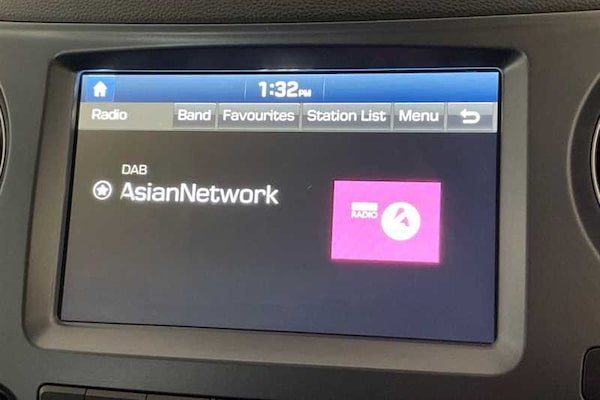 1:32PM
Radio Band Favourites Station List Menu
DAB
AsianNetwork
RADIO